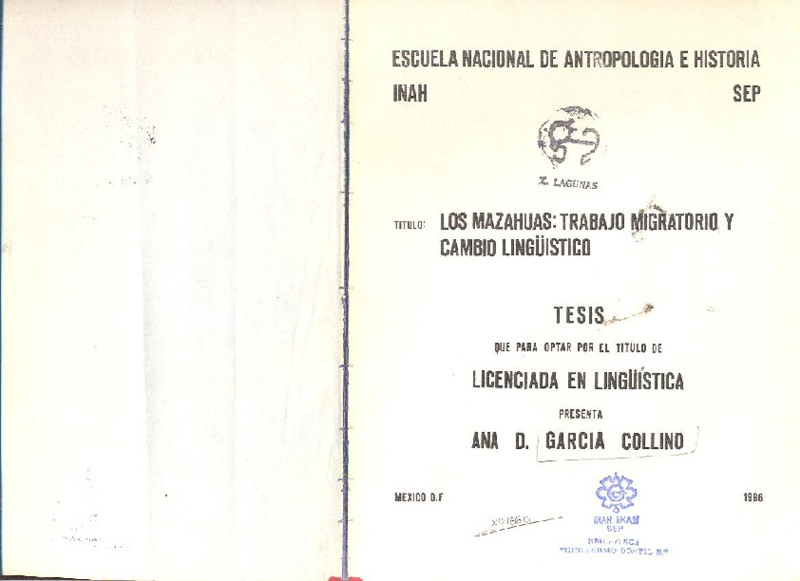 ESCUELA NACIONAL DE ANTROPOLOGIA E HISTORIA
INAH SEP
Z. LAGUNAS
TITULO: LOS MAZAHUAS: TRABAJO MIGRATORIO Y
CAMBIO LINGÜISTICO
TESIS
QUE PARA OPTAR POR EL TITULO DE
LICENCIADA EN LINGÜÍSTICA
PRESENTA
ANA D. GARCIA COLLINO
MEXICO D.F 1986
INAH ENAH
SEP